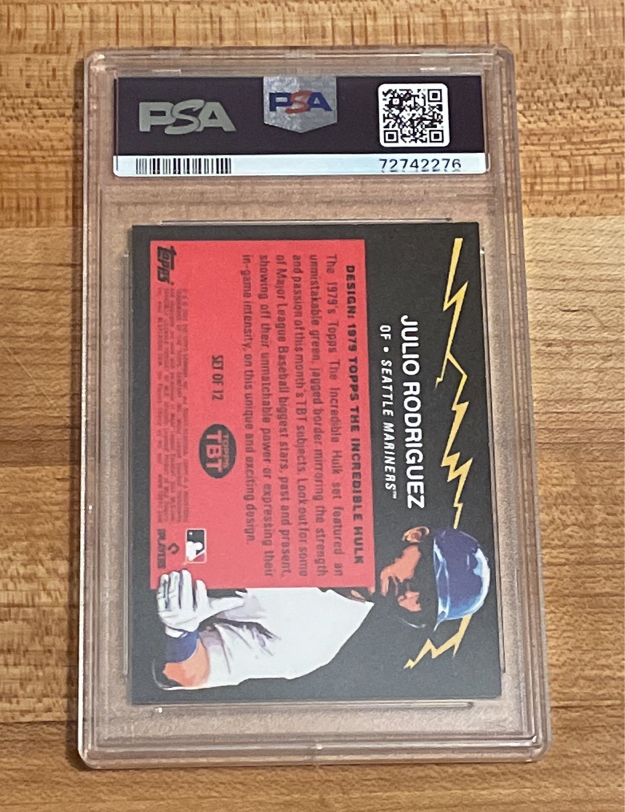 PSA
PSA
72742276
JULIO RODRIGUEZ
OF • SEATTLE MARINERS™
DESIGN: 1979 TOPPS THE INCREDIBLE HULK
The 1979's Topps The Incredible Hulk set featured an
unmistakable green, jagged border mirroring the strength
and passion of this month's TBT subjects. Look out for some
of Major League Baseball biggest stars, past and present,
showing off their unmatchable power or expressing their
in-game intensity, on this unique and exciting design.
SET OF 12
TOPPS
TBT
Topps
PLAYERS